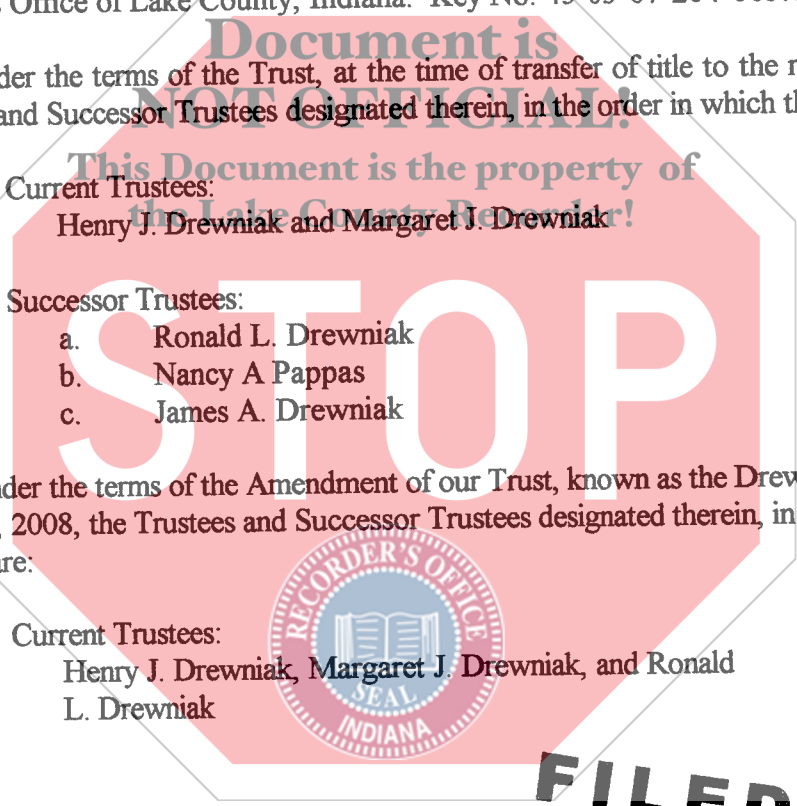 Office of Lake County, Indiana. Key No.
Document is
der the terms of the Trust, at the time of transfer of title to the
NOT OFFICIAL!
and Successor Trustees designated therein, in the order in which th
This Document is the property of
Current Trustees:
the Lake County Recorder!
Henry J. Drewniak and Margaret J. Drewniak
STOP
Successor Trustees:
a. Ronald L. Drewniak
b. Nancy A Pappas
c. James A. Drewniak
der the terms of the Amendment of our Trust, known as the Drew
, 2008, the Trustees and Successor Trustees designated therein, in
re:
RECORDER'S OFFICE
SEAL
INDIANA
Current Trustees:
Henry J. Drewniak, Margaret J. Drewniak, and Ronald
L. Drewniak
FILED